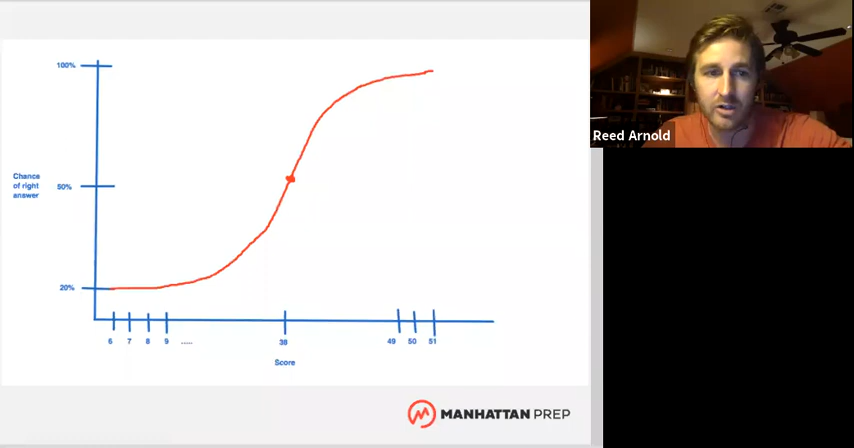 100%
Chance
of right
answer
50%
20%
6 7 8 9 ..... 38 49 50 51
Score
MANHATTAN PREP
Reed Arnold